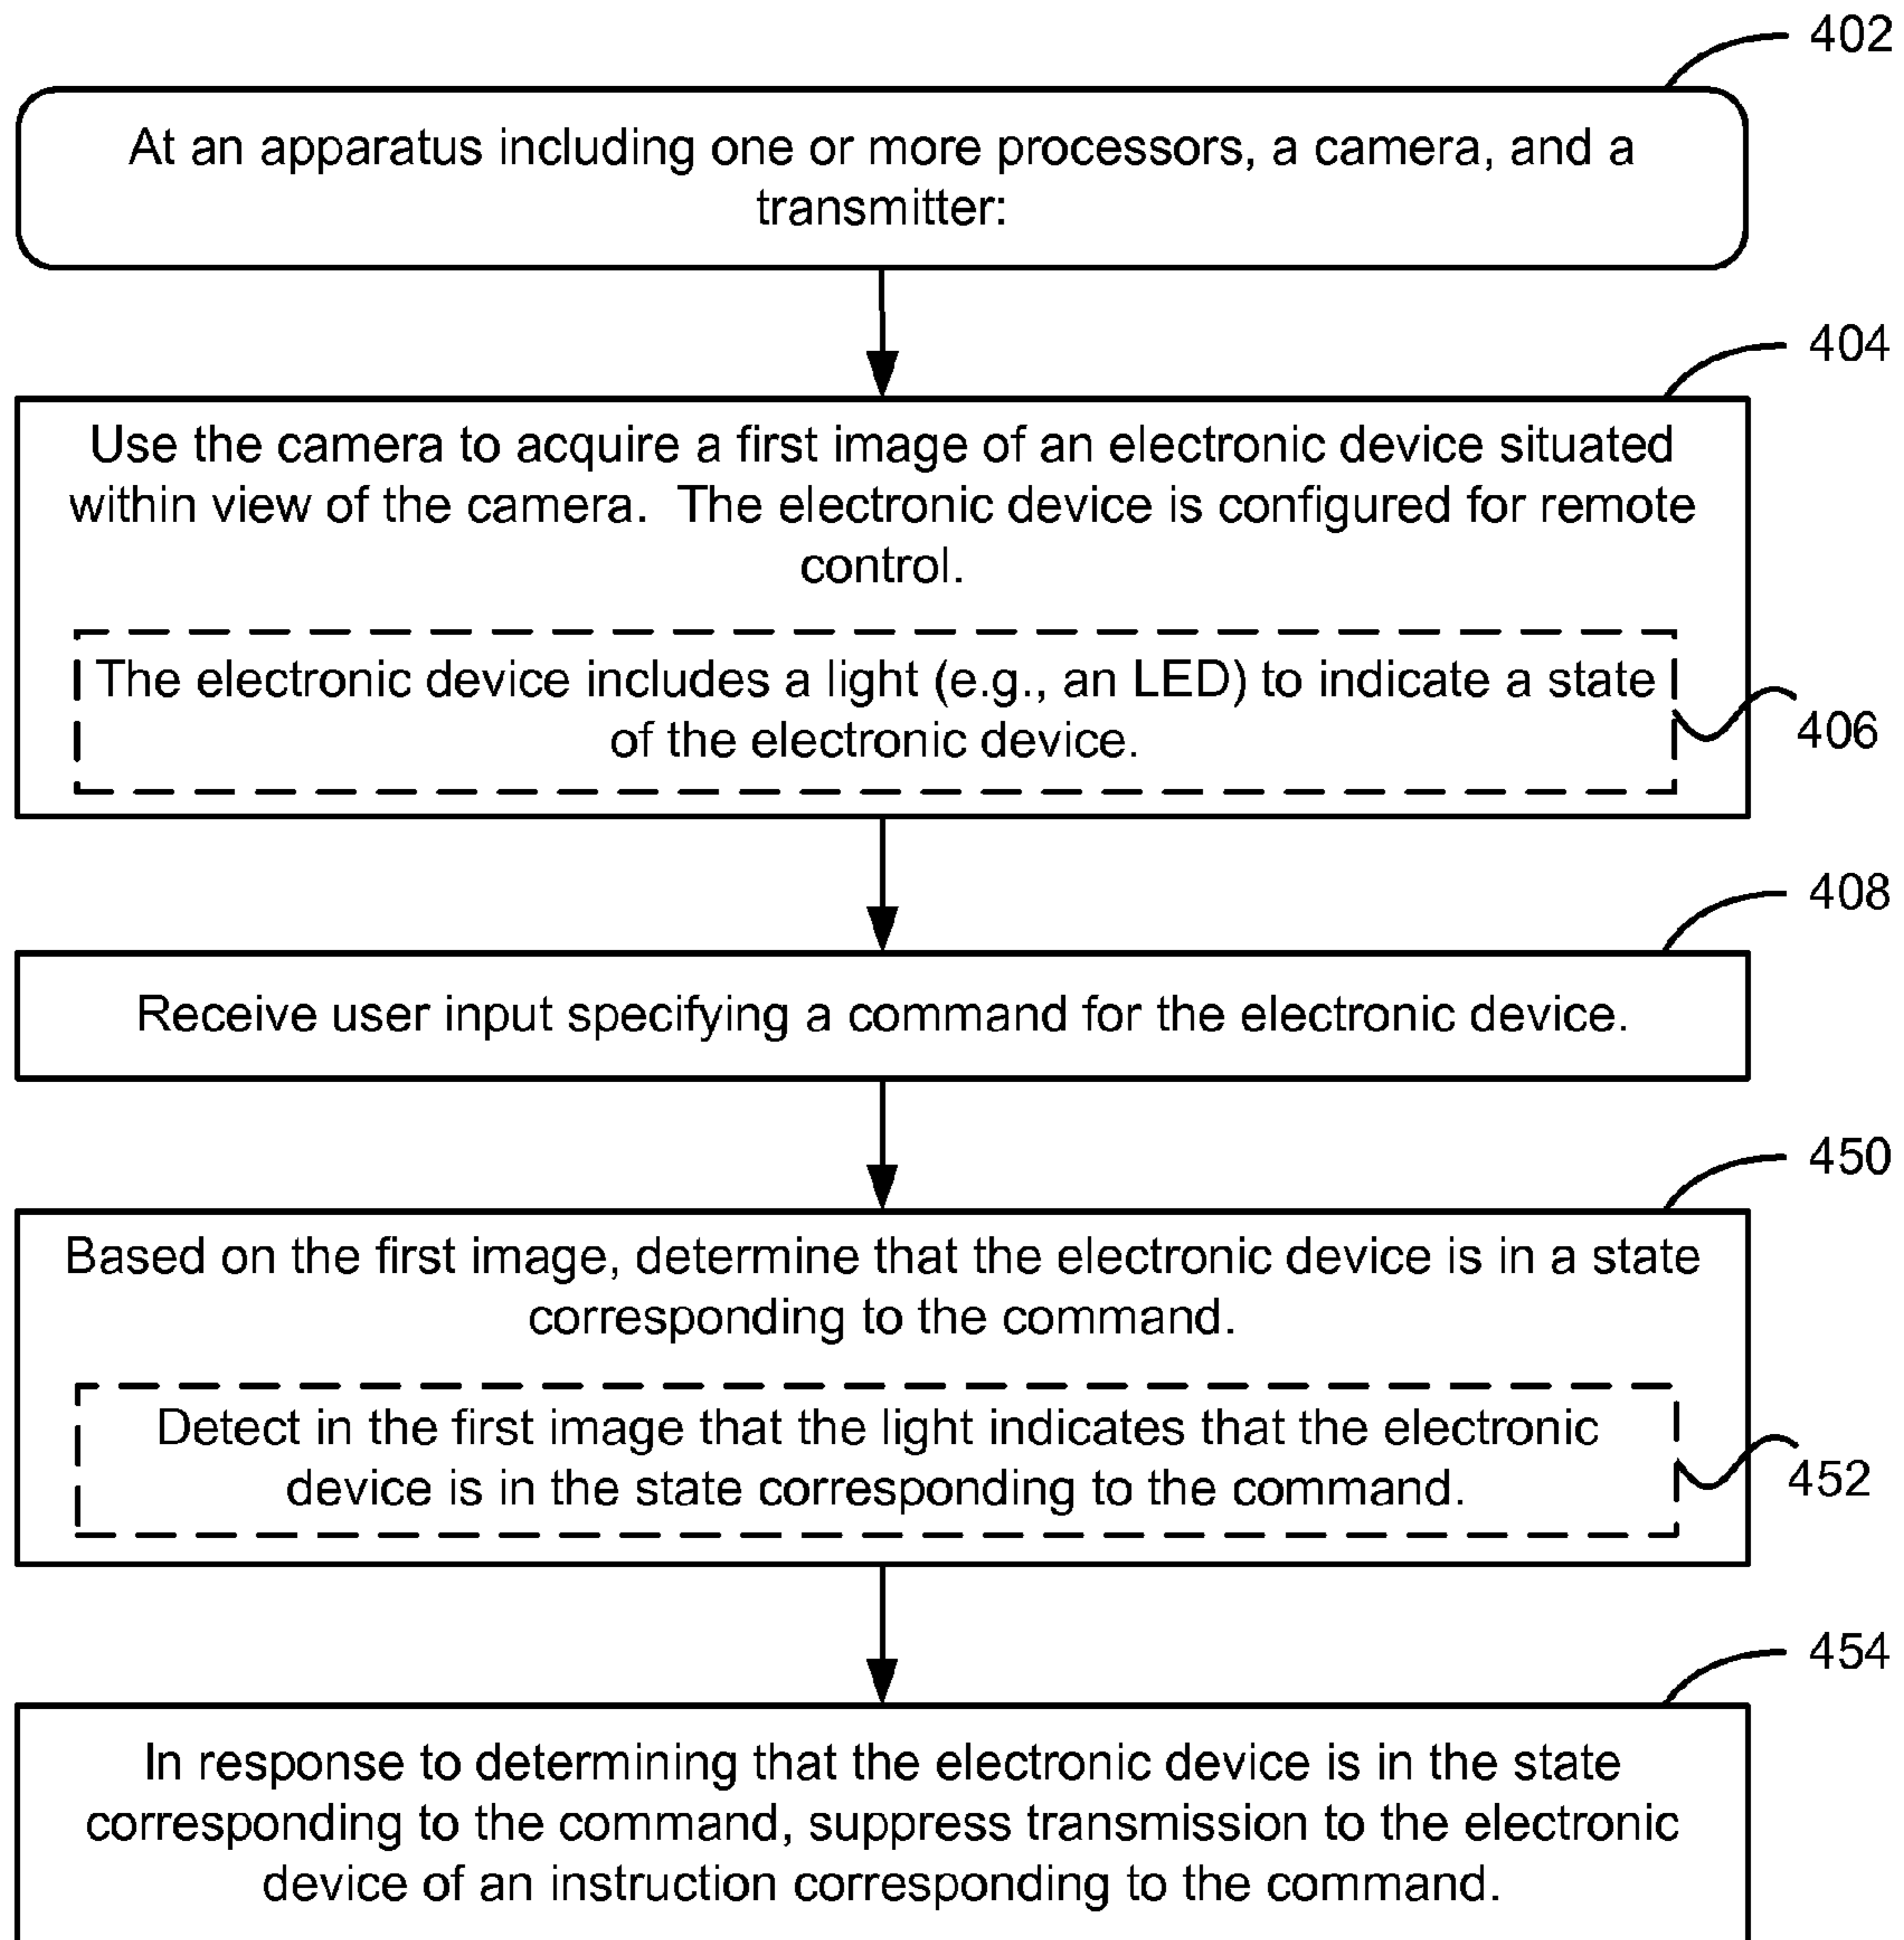 402
At an apparatus including one or more processors, a camera, and a
transmitter:
404
Use the camera to acquire a first image of an electronic device situated
within view of the camera.  The electronic device is configured for remote
control.
The electronic device includes a light (e.g., an LED) to indicate a state
of the electronic device.
406
408
Receive user input specifying a command for the electronic device.
450
Based on the first image, determine that the electronic device is in a state
corresponding to the command.
Detect in the first image that the light indicates that the electronic
device is in the state corresponding to the command.
452
454
In response to determining that the electronic device is in the state
corresponding to the command, suppress transmission to the electronic
device of an instruction corresponding to the command.